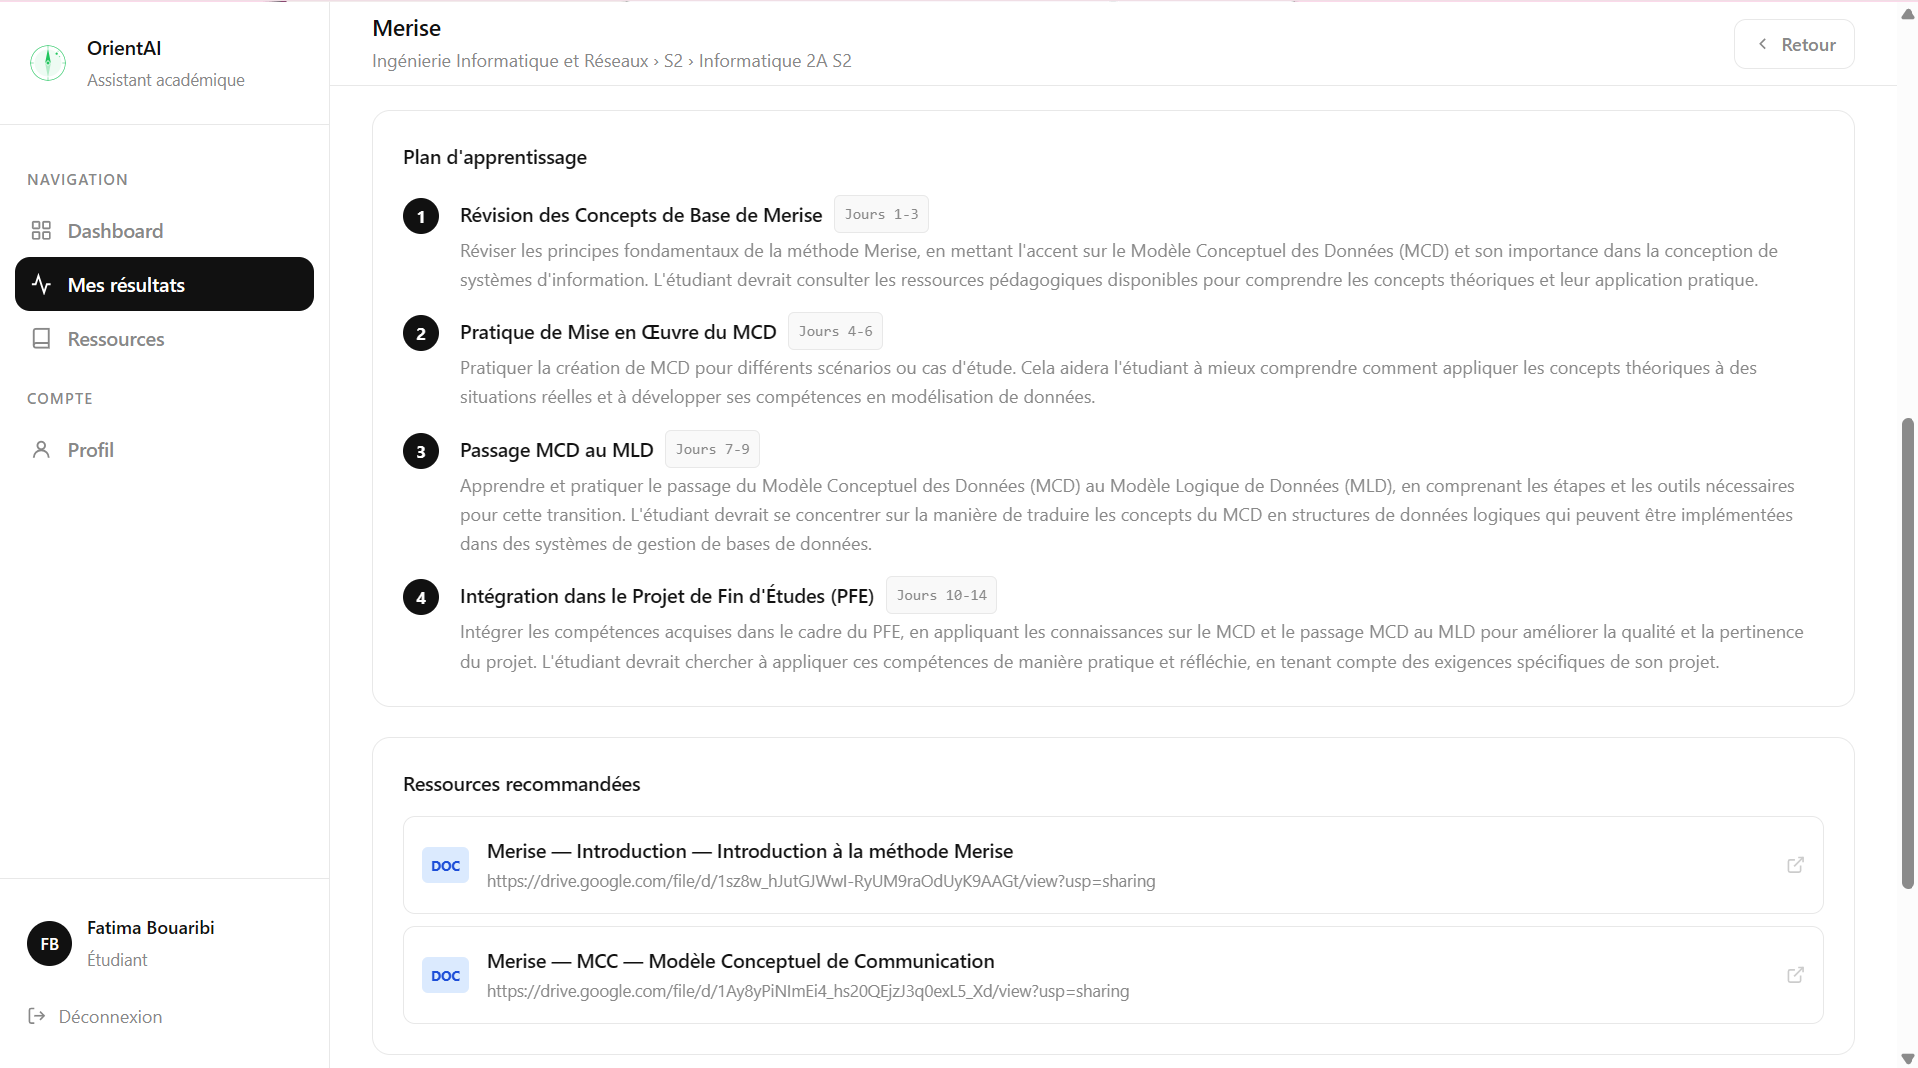 OrientAI
Assistant académique
NAVIGATION
Dashboard
Mes résultats
Ressources
COMPTE
Profil
FB
Fatima Bouaribi
Étudiant
Déconnexion
Merise
Ingénierie Informatique et Réseaux › S2 › Informatique 2A S2
Retour
Plan d'apprentissage
1 Révision des Concepts de Base de Merise Jours 1-3
Réviser les principes fondamentaux de la méthode Merise, en mettant l'accent sur le Modèle Conceptuel des Données (MCD) et son importance dans la conception de
systèmes d'information. L'étudiant devrait consulter les ressources pédagogiques disponibles pour comprendre les concepts théoriques et leur application pratique.
2 Pratique de Mise en Œuvre du MCD Jours 4-6
Pratiquer la création de MCD pour différents scénarios ou cas d'étude. Cela aidera l'étudiant à mieux comprendre comment appliquer les concepts théoriques à des
situations réelles et à développer ses compétences en modélisation de données.
3 Passage MCD au MLD Jours 7-9
Apprendre et pratiquer le passage du Modèle Conceptuel des Données (MCD) au Modèle Logique de Données (MLD), en comprenant les étapes et les outils nécessaires
pour cette transition. L'étudiant devrait se concentrer sur la manière de traduire les concepts du MCD en structures de données logiques qui peuvent être implémentées
dans des systèmes de gestion de bases de données.
4 Intégration dans le Projet de Fin d'Études (PFE) Jours 10-14
Intégrer les compétences acquises dans le cadre du PFE, en appliquant les connaissances sur le MCD et le passage MCD au MLD pour améliorer la qualité et la pertinence
du projet. L'étudiant devrait chercher à appliquer ces compétences de manière pratique et réfléchie, en tenant compte des exigences spécifiques de son projet.
Ressources recommandées
DOC
Merise — Introduction — Introduction à la méthode Merise
https://drive.google.com/file/d/1sz8w_hJutGJWwI-RyUM9raOdUyK9AAGt/view?usp=sharing
DOC
Merise — MCC — Modèle Conceptuel de Communication
https://drive.google.com/file/d/1Ay8yPiNImEi4_hs20QEjzJ3q0exL5_Xd/view?usp=sharing